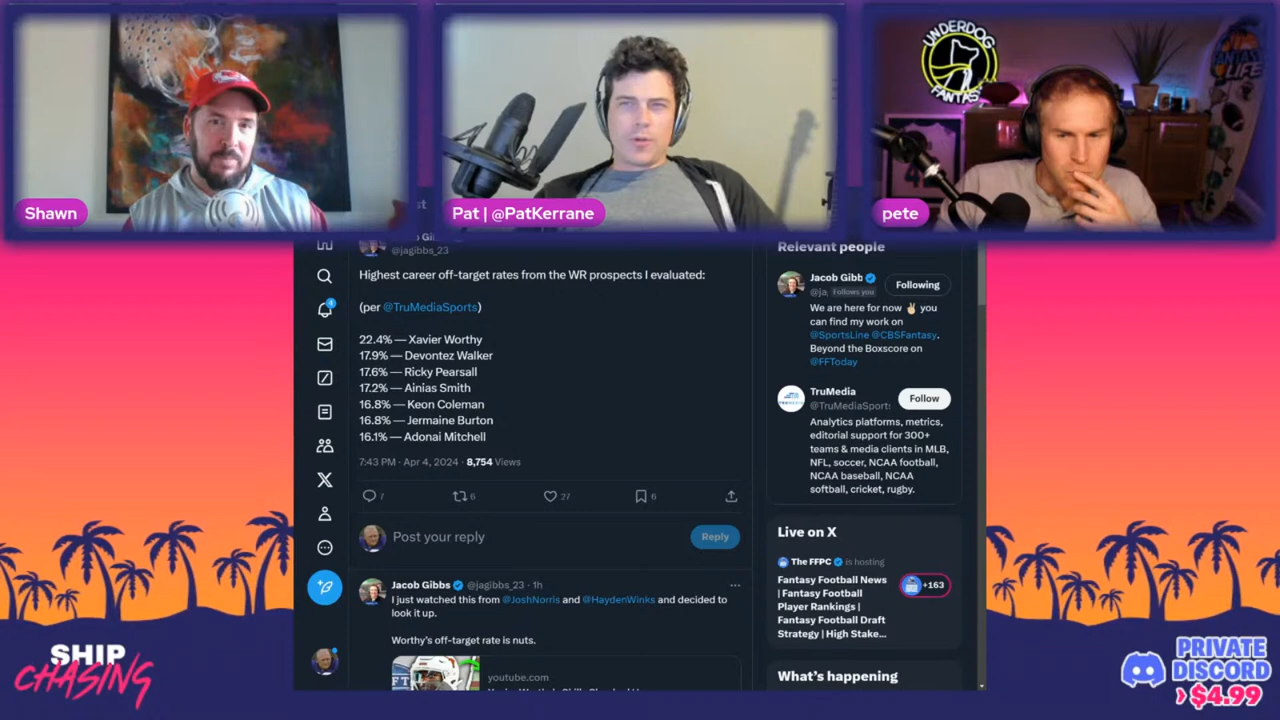 UNDERDOG
FANTAS
FANTASY
LIFE
Shawn
Pat | @PatKerrane
pete
st
Jacob Gi
@jagibbs_23
Highest career off-target rates from the WR prospects I evaluated:
(per @TruMediaSports)
22.4% — Xavier Worthy
17.9% — Devontez Walker
17.6% — Ricky Pearsall
17.2% — Ainias Smith
16.8% — Keon Coleman
16.8% — Jermaine Burton
16.1% — Adonai Mitchell
7:43 PM · Apr 4, 2024 · 8,754 Views
7 6 27 6
Post your reply
Reply
Jacob Gibbs @jagibbs_23 · 1h
I just watched this from @JoshNorris and @HaydenWinks and decided to
look it up.
Worthy's off-target rate is nuts.
youtube.com
4
Relevant people
Jacob Gibb
Following
@ja Follows you
We are here for now ✌🏼 you
can find my work on
@SportsLine @CBSFantasy.
Beyond the Boxscore on
@FFToday
TruMedia
@TruMediaSport:
Follow
Analytics platforms, metrics,
editorial support for 300+
teams & media clients in MLB,
NFL, soccer, NCAA football,
NCAA baseball, NCAA
softball, cricket, rugby.
Live on X
The FFPC is hosting
Fantasy Football News
| Fantasy Football
Player Rankings |
Fantasy Football Draft
Strategy | High Stake...
+163
What's happening
SHIP
CHASING
PRIVATE
DISCORD
› $4.99